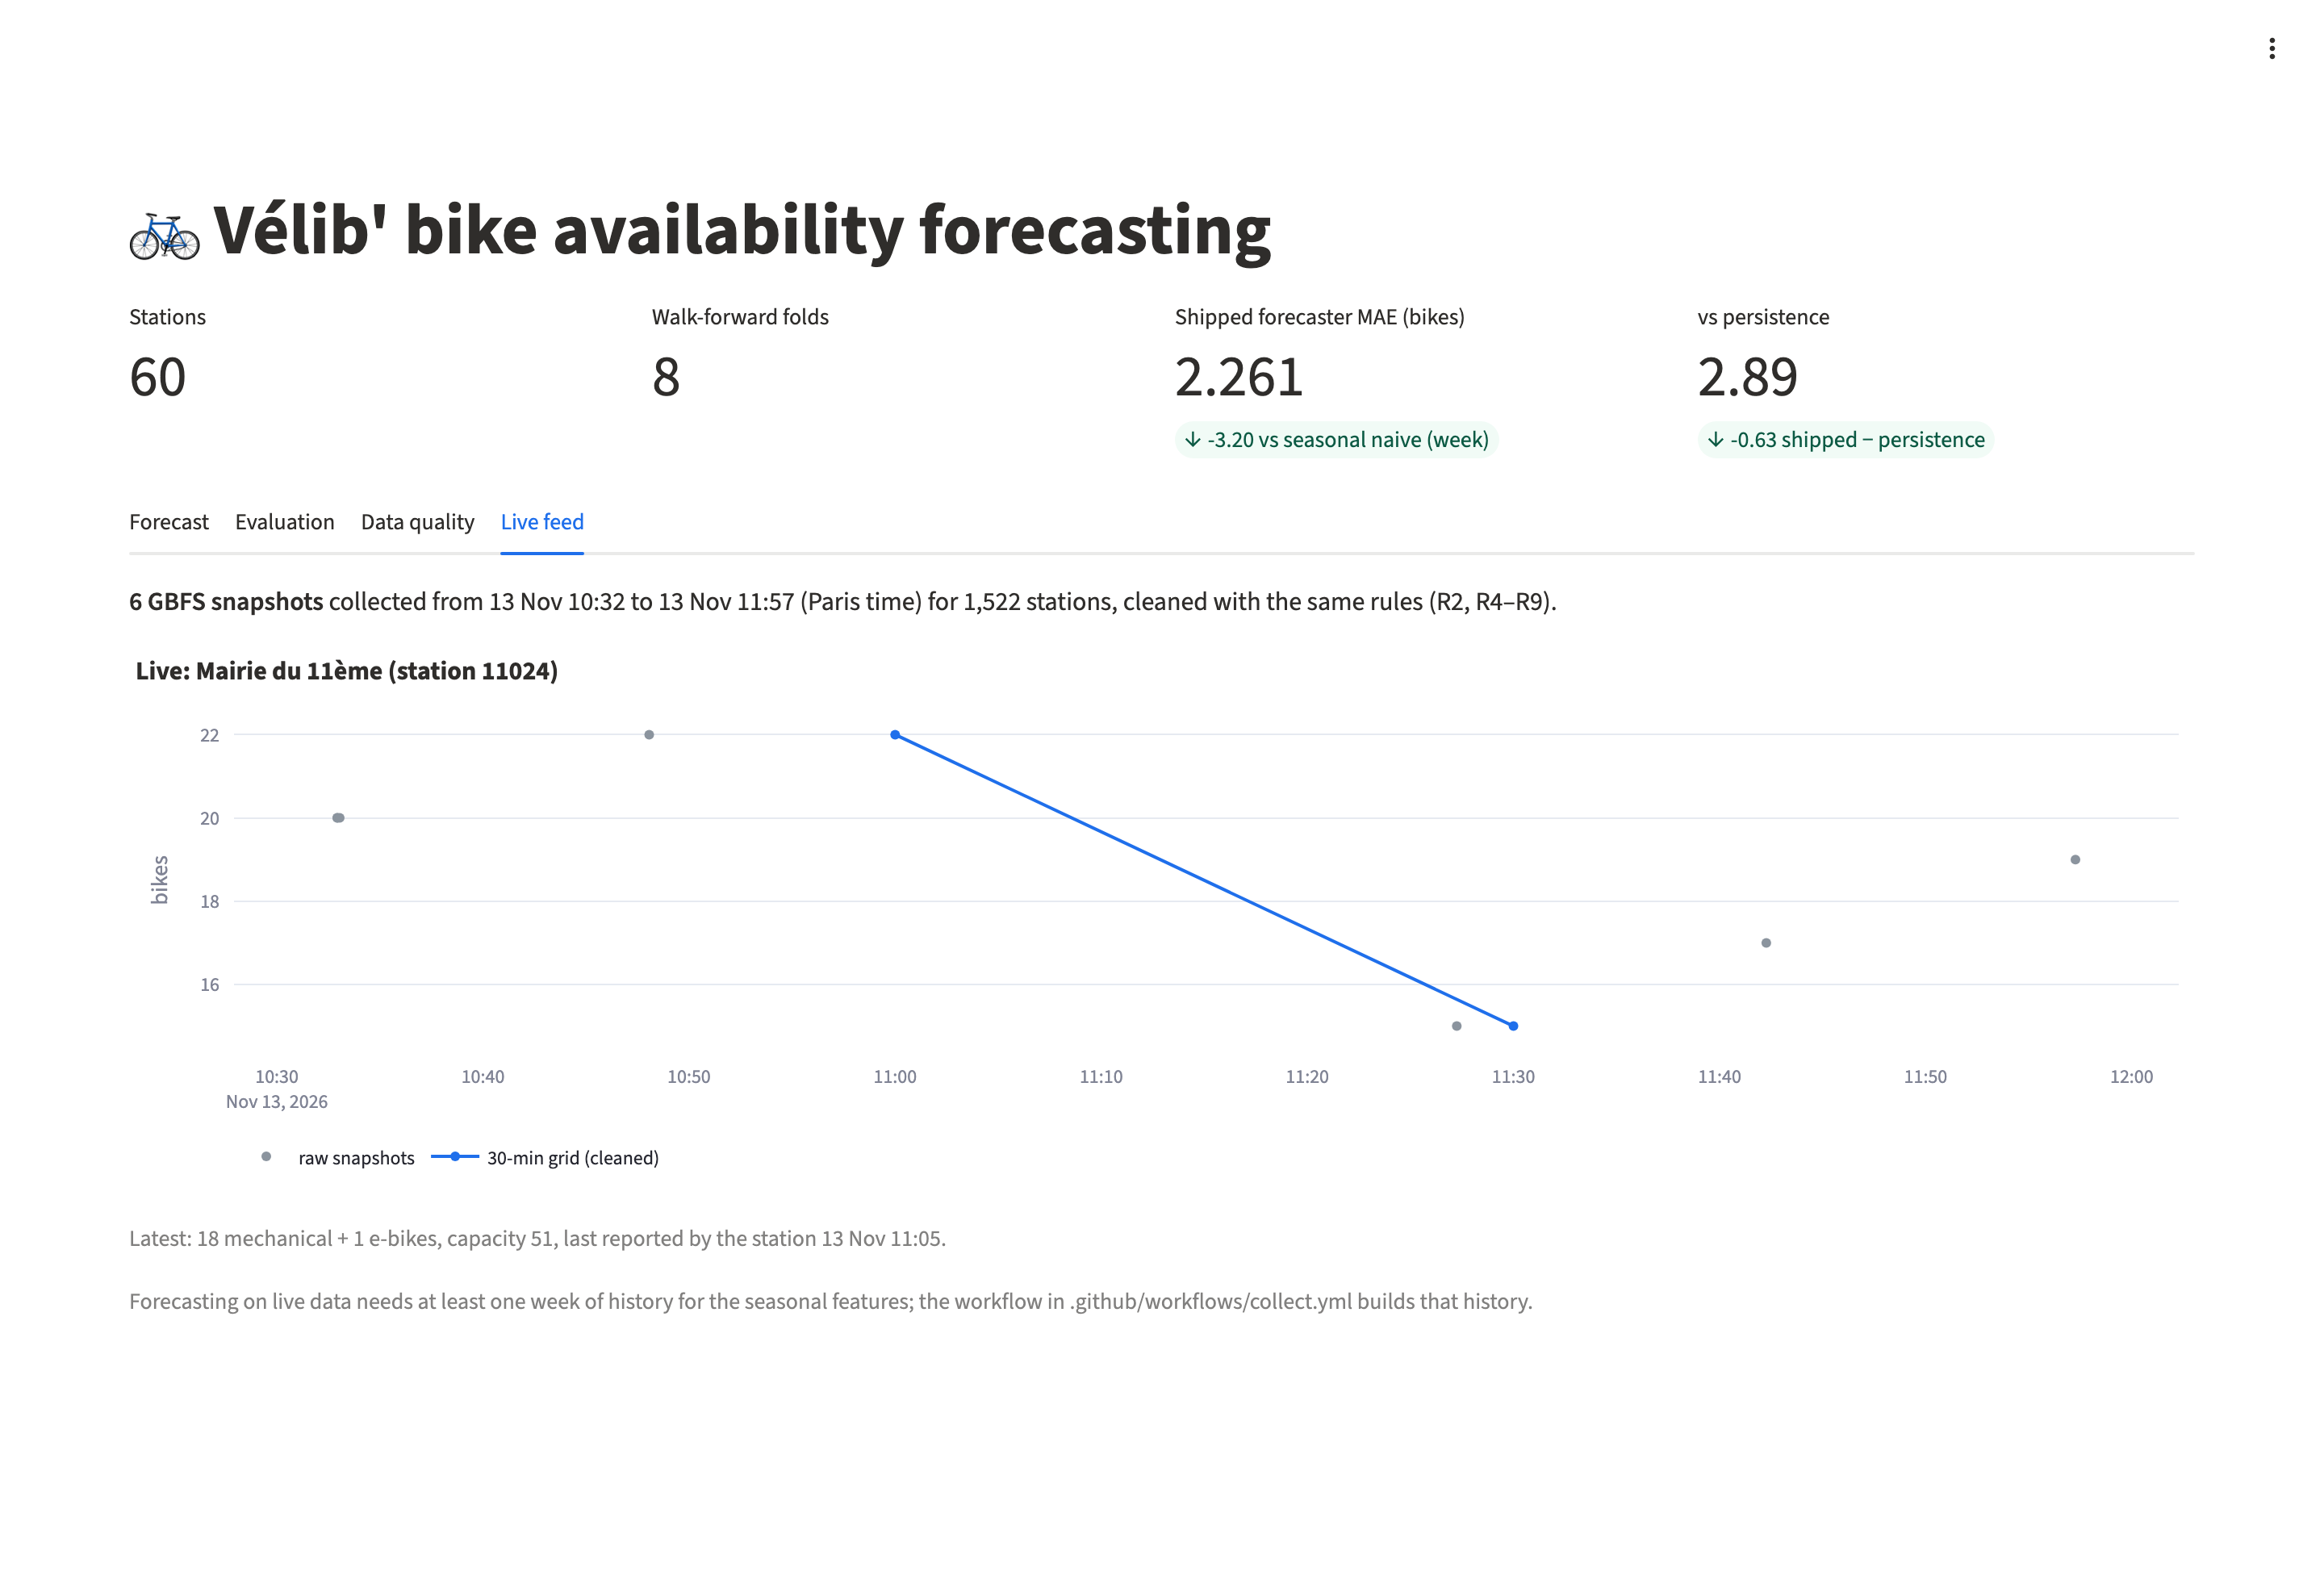 🚲 Vélib' bike availability forecasting
Stations
Walk-forward folds
Shipped forecaster MAE (bikes)
vs persistence
60
8
2.261
2.89
↓ -3.20 vs seasonal naive (week)
↓ -0.63 shipped − persistence
Forecast Evaluation Data quality Live feed
6 GBFS snapshots collected from 13 Nov 10:32 to 13 Nov 11:57 (Paris time) for 1,522 stations, cleaned with the same rules (R2, R4–R9).
Live: Mairie du 11ème (station 11024)
22
20
18
16
bikes
10:30 10:40 10:50 11:00 11:10 11:20 11:30 11:40 11:50 12:00
Nov 13, 2026
raw snapshots 30-min grid (cleaned)
Latest: 18 mechanical + 1 e-bikes, capacity 51, last reported by the station 13 Nov 11:05.
Forecasting on live data needs at least one week of history for the seasonal features; the workflow in .github/workflows/collect.yml builds that history.